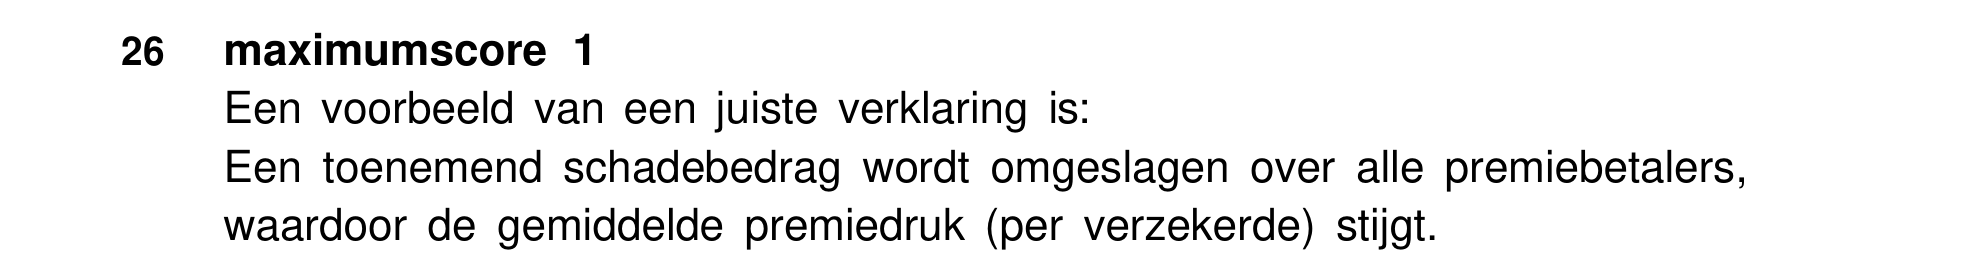 26 maximumscore 1
Een voorbeeld van een juiste verklaring is:
Een toenemend schadebedrag wordt omgeslagen over alle premiebetalers,
waardoor de gemiddelde premiedruk (per verzekerde) stijgt.